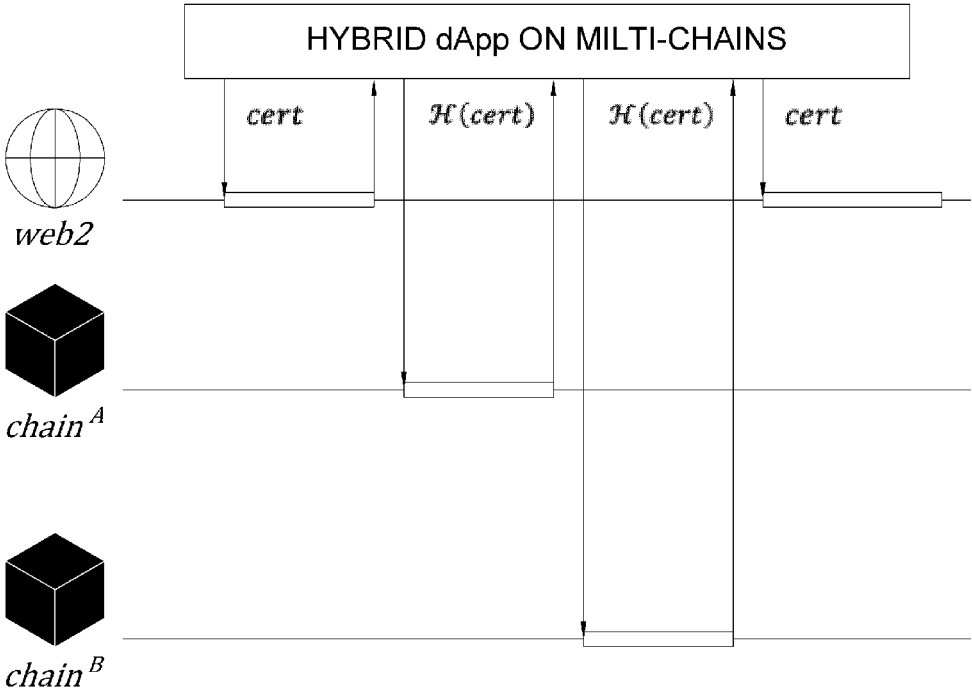 HYBRID dApp ON MILTI-CHAINS
cert ℋ(cert) ℋ(cert) cert
web2
chain^A
chain^B